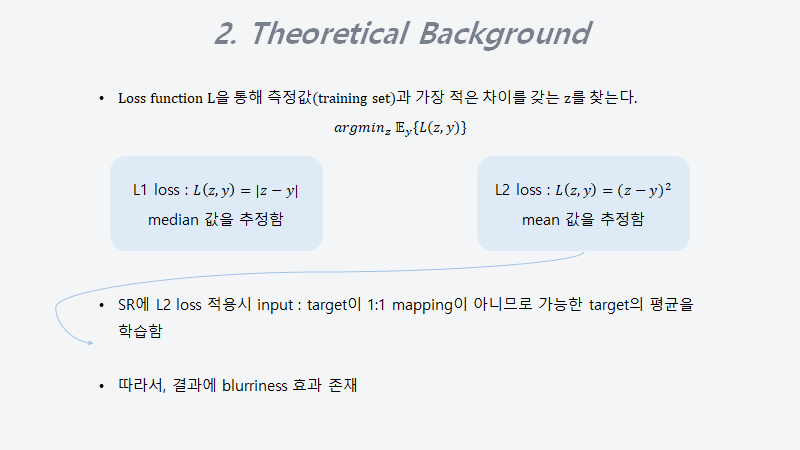 2. Theoretical Background
• Loss function L을 통해 측정값(training set)과 가장 적은 차이를 갖는 z를 찾는다.
argmin_z 𝔼_y{L(z, y)}
L1 loss : L(z, y) = |z − y|
median 값을 추정함
L2 loss : L(z, y) = (z − y)²
mean 값을 추정함
• SR에 L2 loss 적용시 input : target이 1:1 mapping이 아니므로 가능한 target의 평균을
학습함
• 따라서, 결과에 blurriness 효과 존재